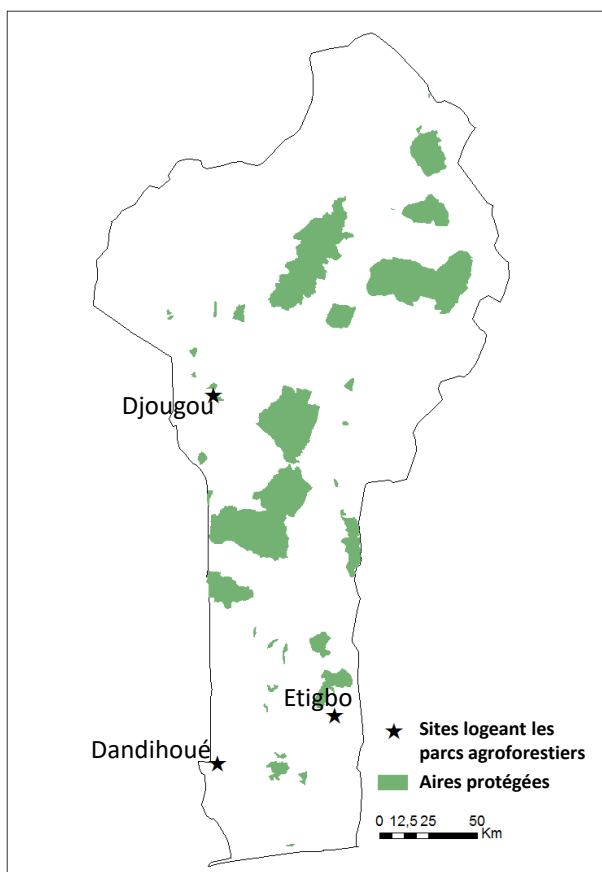 Djougou
Etigbo
Dandihoué
Sites logeant les
parcs agroforestiers
Aires protégées
0 12,5 25 50
Km